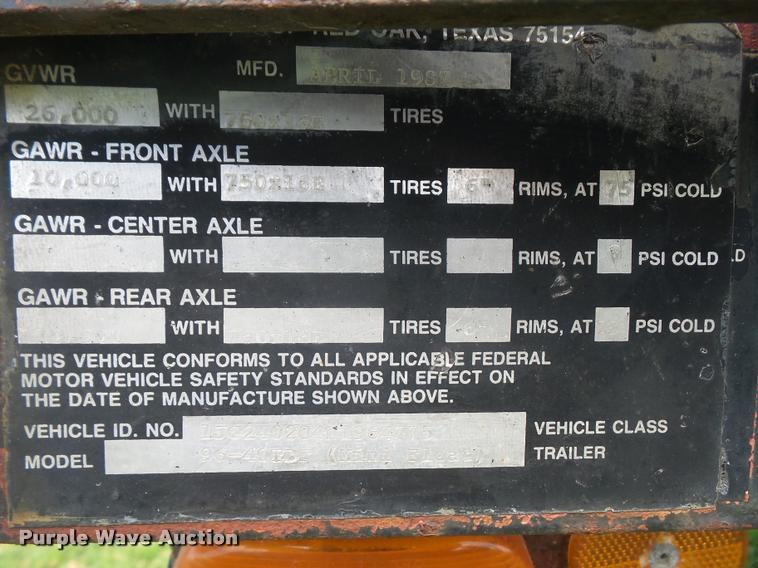 RED OAK, TEXAS 75154
GVWR MFD. APRIL 1987
26,000 WITH 750x16E TIRES
GAWR - FRONT AXLE
10,000 WITH 750x16E TIRES 6" RIMS, AT 75 PSI COLD
GAWR - CENTER AXLE
WITH TIRES RIMS, AT PSI COLD .D
GAWR - REAR AXLE
WITH TIRES RIMS, AT PSI COLD
THIS VEHICLE CONFORMS TO ALL APPLICABLE FEDERAL
MOTOR VEHICLE SAFETY STANDARDS IN EFFECT ON
THE DATE OF MANUFACTURE SHOWN ABOVE.
VEHICLE ID. NO. VEHICLE CLASS
MODEL TRAILER
Purple Wave Auction